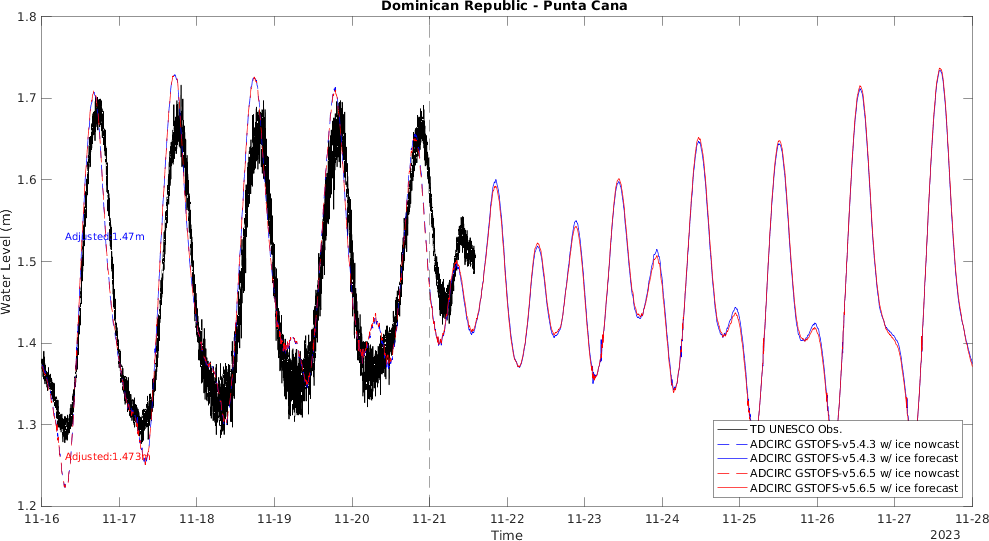 Dominican Republic - Punta Cana
1.8
1.7
1.6
1.5
1.4
1.3
1.2
Water Level (m)
Adjusted:1.47m
Adjusted:1.473m
TD UNESCO Obs.
ADCIRC GSTOFS-v5.4.3 w/ ice nowcast
ADCIRC GSTOFS-v5.4.3 w/ ice forecast
ADCIRC GSTOFS-v5.6.5 w/ ice nowcast
ADCIRC GSTOFS-v5.6.5 w/ ice forecast
11-16 11-17 11-18 11-19 11-20 11-21 11-22 11-23 11-24 11-25 11-26 11-27 11-28
Time
2023